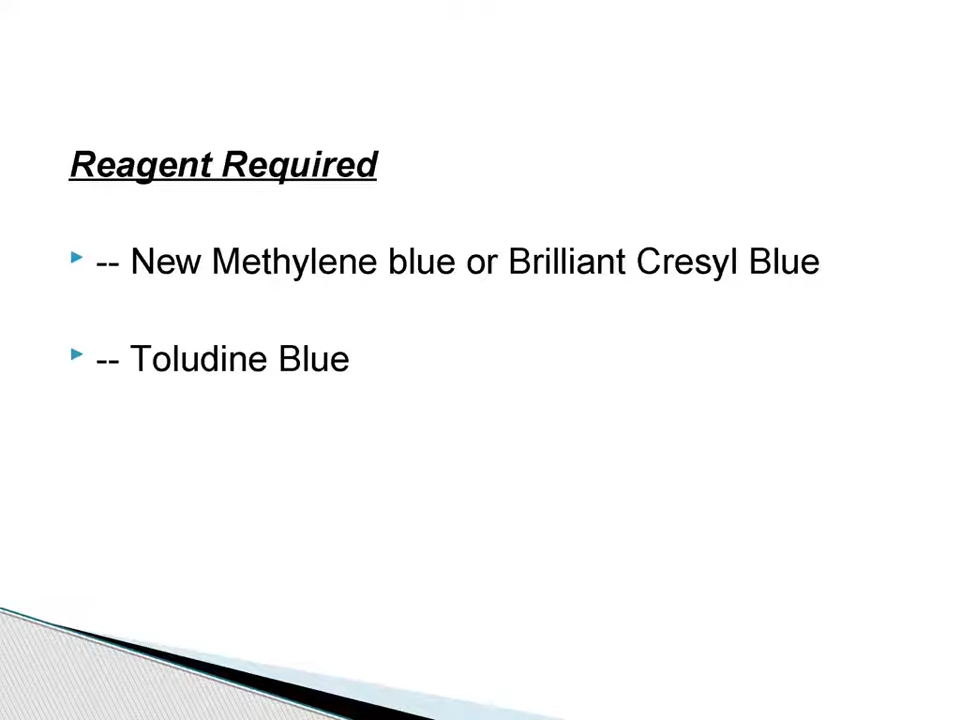 Reagent Required
-- New Methylene blue or Brilliant Cresyl Blue
-- Toludine Blue